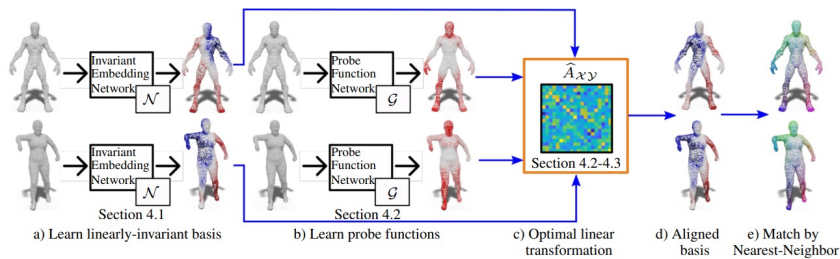 Invariant
Embedding
Network
𝒩
Probe
Function
Network
𝒢
Â𝒳𝒴
Section 4.2-4.3
Invariant
Embedding
Network
𝒩
Probe
Function
Network
𝒢
Section 4.1
Section 4.2
a) Learn linearly-invariant basis
b) Learn probe functions
c) Optimal linear
transformation
d) Aligned
basis
e) Match by
Nearest-Neighbor